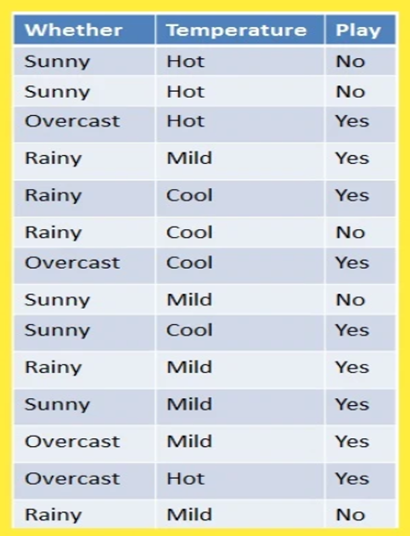 Whether Temperature Play
Sunny Hot No
Sunny Hot No
Overcast Hot Yes
Rainy Mild Yes
Rainy Cool Yes
Rainy Cool No
Overcast Cool Yes
Sunny Mild No
Sunny Cool Yes
Rainy Mild Yes
Sunny Mild Yes
Overcast Mild Yes
Overcast Hot Yes
Rainy Mild No